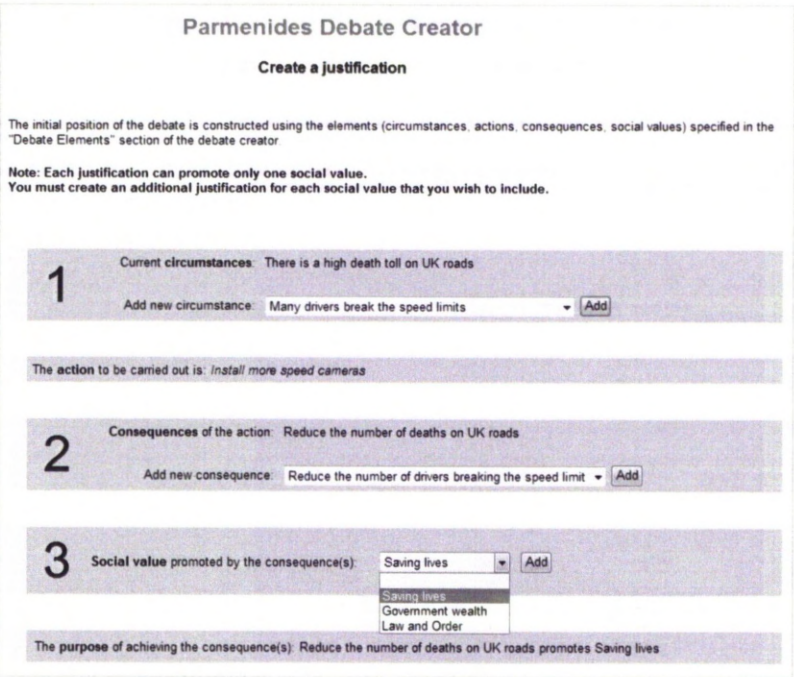 Parmenides Debate Creator
Create a justification
The initial position of the debate is constructed using the elements (circumstances, actions, consequences, social values) specified in the
"Debate Elements" section of the debate creator.
Note: Each justification can promote only one social value.
You must create an additional justification for each social value that you wish to include.
1
Current circumstances: There is a high death toll on UK roads
Add new circumstance: Many drivers break the speed limits Add
The action to be carried out is: Install more speed cameras
2
Consequences of the action: Reduce the number of deaths on UK roads
Add new consequence: Reduce the number of drivers breaking the speed limit Add
3
Social value promoted by the consequence(s): Saving lives Add
Saving lives
Government wealth
Law and Order
The purpose of achieving the consequence(s): Reduce the number of deaths on UK roads promotes Saving lives